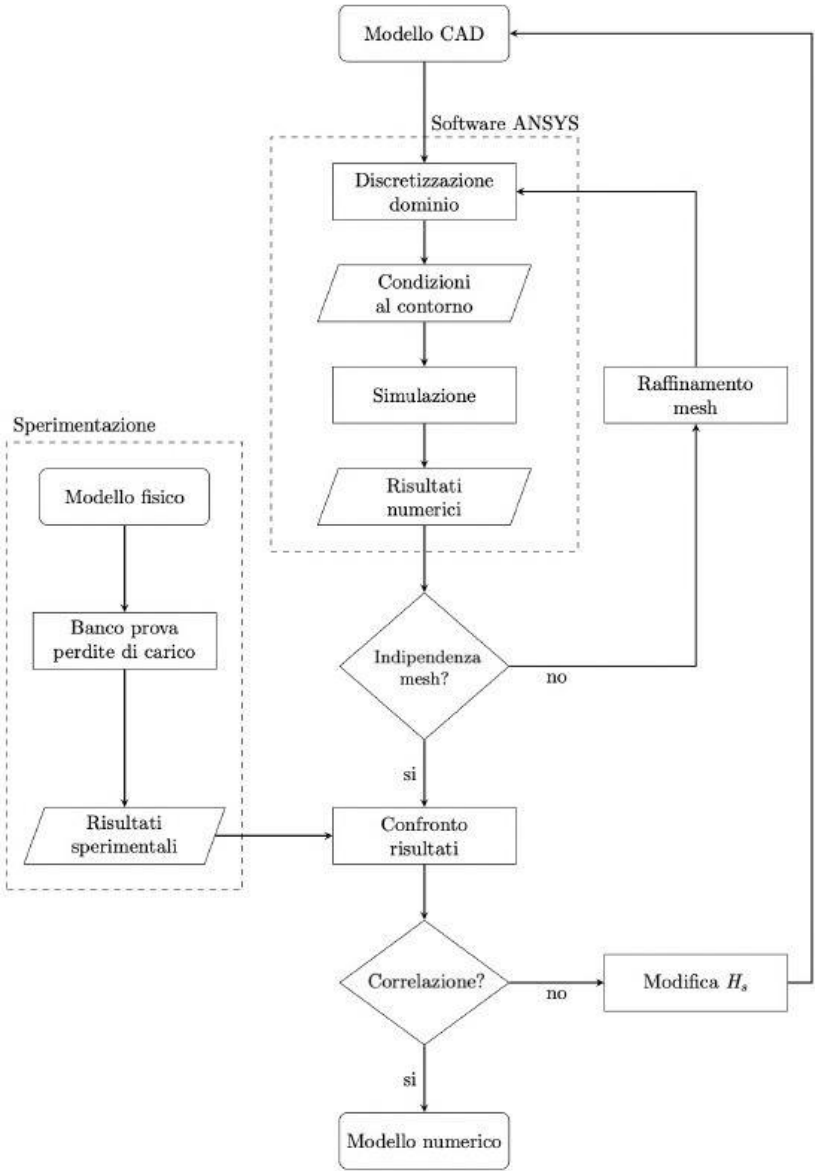 Modello CAD
Software ANSYS
Discretizzazione
dominio
Condizioni
al contorno
Simulazione
Raffinamento
mesh
Risultati
numerici
Sperimentazione
Modello fisico
Banco prova
perdite di carico
Risultati
sperimentali
Indipendenza
mesh?
no
si
Confronto
risultati
Correlazione?
no
Modifica Hs
si
Modello numerico